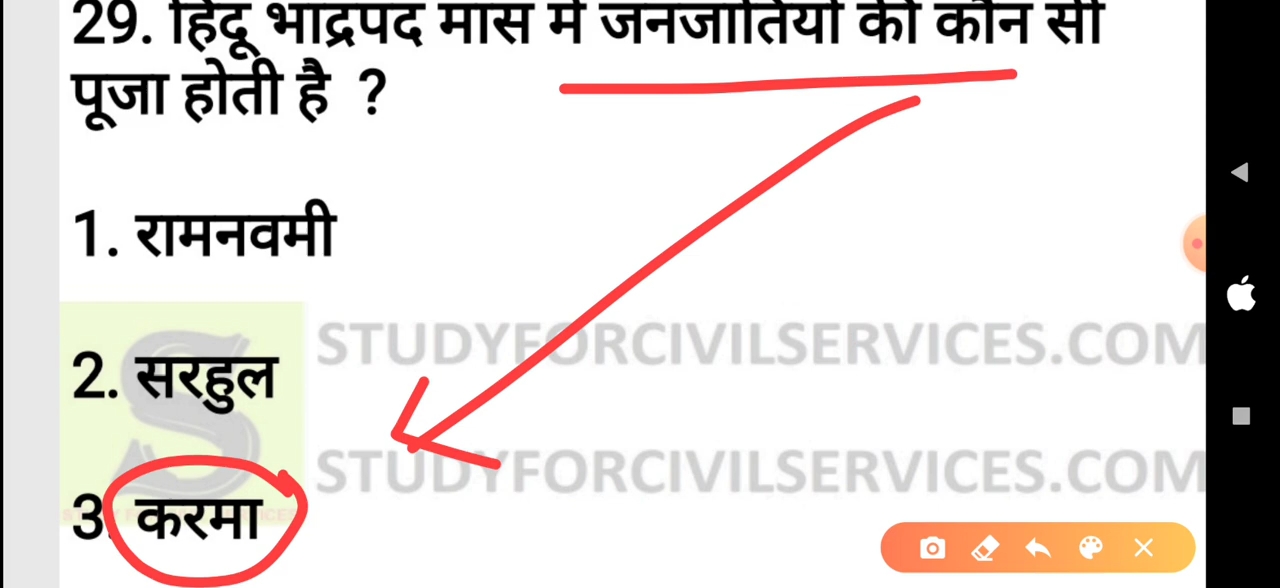 29. हिंदू भाद्रपद मास में जनजातियों की कौन सी
पूजा होती है ?
1. रामनवमी
STUDYFORCIVILSERVICES.COM
2. सरहुल
STUDYFORCIVILSERVICES.COM
3. करमा